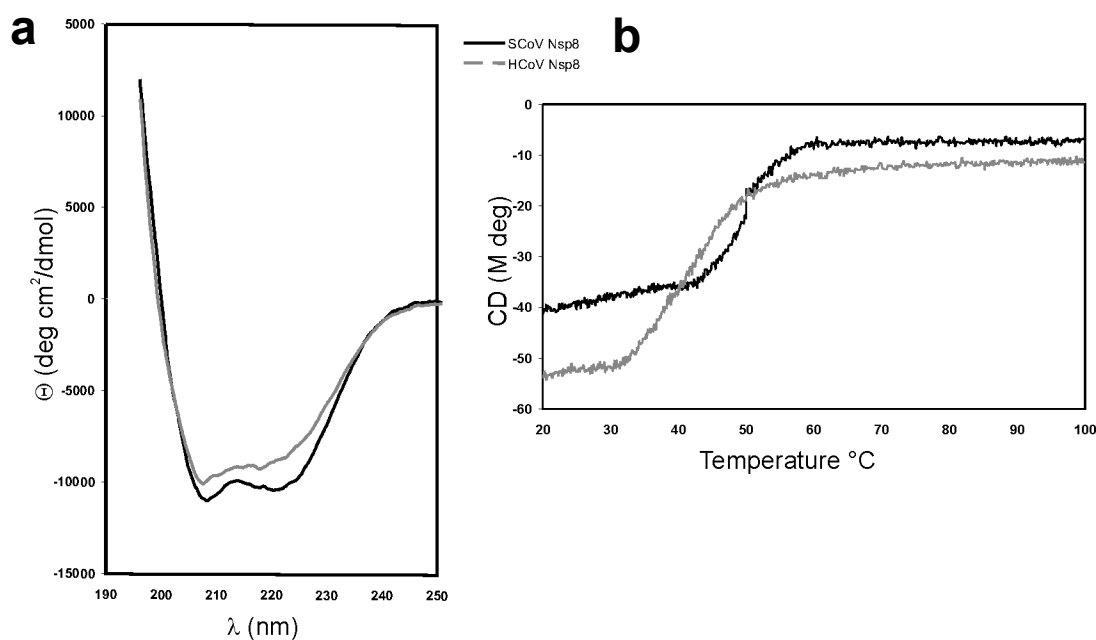 a
5000
10000
5000
0
-5000
-10000
-15000
190 200 210 220 230 240 250
Θ (deg cm²/dmol)
λ (nm)
SCoV Nsp8
HCoV Nsp8
b
0
-10
-20
-30
-40
-50
-60
20 30 40 50 60 70 80 90 100
CD (M deg)
Temperature °C